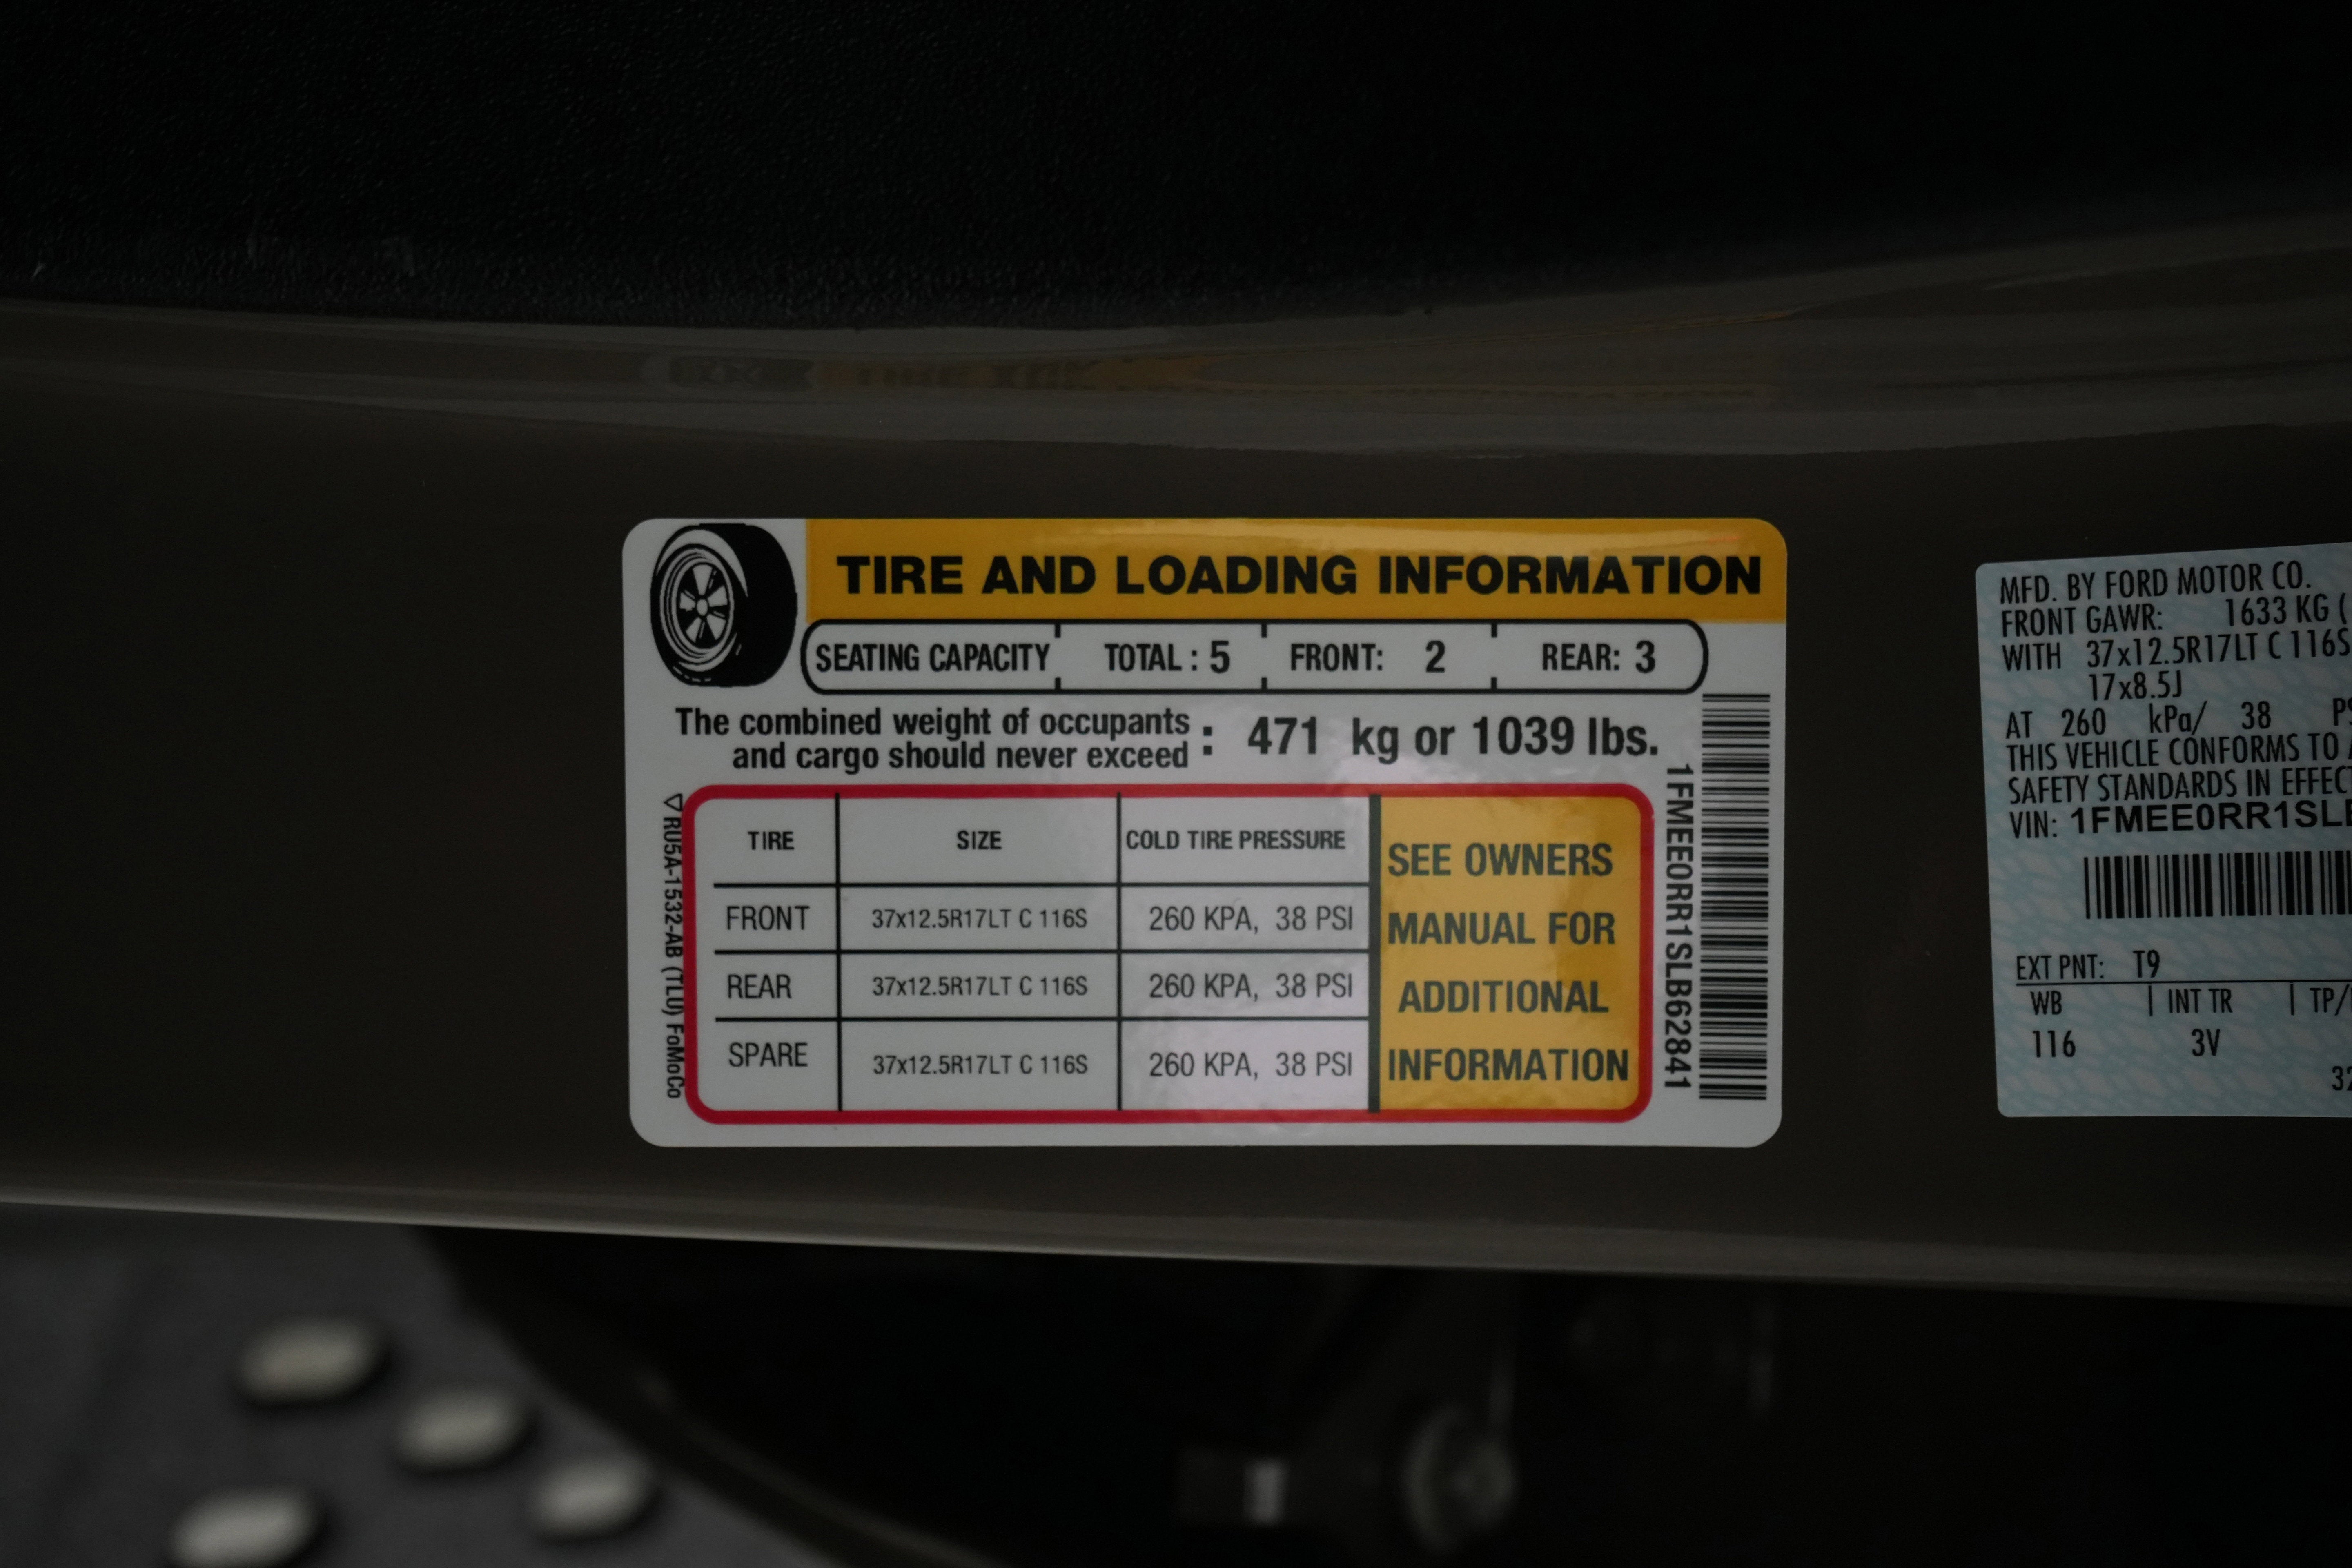 TIRE AND LOADING INFORMATION
SEATING CAPACITY TOTAL : 5 FRONT: 2 REAR: 3
The combined weight of occupants
and cargo should never exceed : 471 kg or 1039 lbs.
TIRE SIZE COLD TIRE PRESSURE
FRONT 37x12.5R17LT C 116S 260 KPA, 38 PSI
REAR 37x12.5R17LT C 116S 260 KPA, 38 PSI
SPARE 37x12.5R17LT C 116S 260 KPA, 38 PSI
SEE OWNERS
MANUAL FOR
ADDITIONAL
INFORMATION
RU5A-1532-AB (TLU) FoMoCo
1FMEE0RR1SLB62841
MFD. BY FORD MOTOR CO.
FRONT GAWR: 1633 KG (
WITH 37x12.5R17LT C 116S
17x8.5J
AT 260 kPa/ 38
THIS VEHICLE CONFORMS TO
SAFETY STANDARDS IN
VIN: 1FMEE0RR1SL
EXT PNT: T9
WB | INT TR | TP/
116 3V